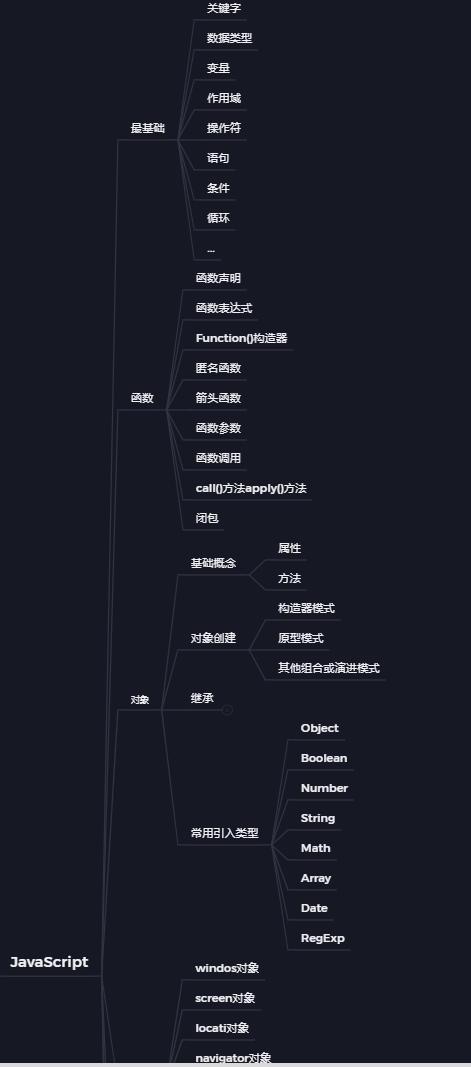 关键字
数据类型
变量
作用域
最基础
操作符
语句
条件
循环
...
函数声明
函数表达式
Function()构造器
匿名函数
函数
箭头函数
函数参数
函数调用
call()方法apply()方法
闭包
属性
基础概念
方法
构造器模式
对象创建
原型模式
其他组合或演进模式
对象
继承
Object
Boolean
Number
String
常用引入类型
Math
Array
Date
RegExp
JavaScript
windos对象
screen对象
locati对象
navigator对象